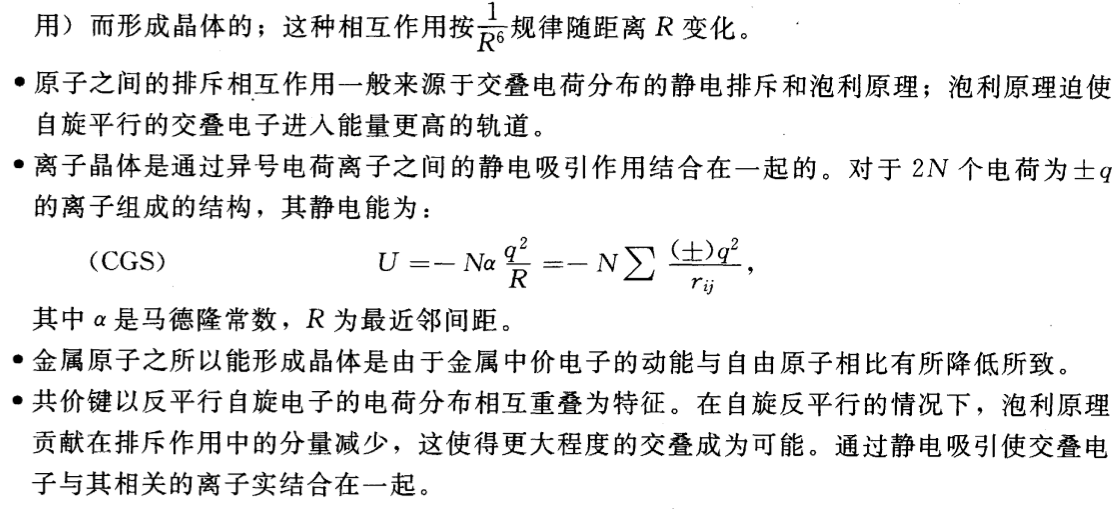 用）而形成晶体的；这种相互作用按$\frac{1}{R^6}$规律随距离 R 变化。
• 原子之间的排斥相互作用一般来源于交叠电荷分布的静电排斥和泡利原理；泡利原理迫使
自旋平行的交叠电子进入能量更高的轨道。
• 离子晶体是通过异号电荷离子之间的静电吸引作用结合在一起的。对于 2N 个电荷为±q
的离子组成的结构，其静电能为：
（CGS） $U=-N\alpha\frac{q^2}{R}=-N\sum\frac{(\pm)q^2}{r_{ij}}$，
其中 α 是马德隆常数，R 为最近邻间距。
• 金属原子之所以能形成晶体是由于金属中价电子的动能与自由原子相比有所降低所致。
• 共价键以反平行自旋电子的电荷分布相互重叠为特征。在自旋反平行的情况下，泡利原理
贡献在排斥作用中的分量减少，这使得更大程度的交叠成为可能。通过静电吸引使交叠电
子与其相关的离子实结合在一起。